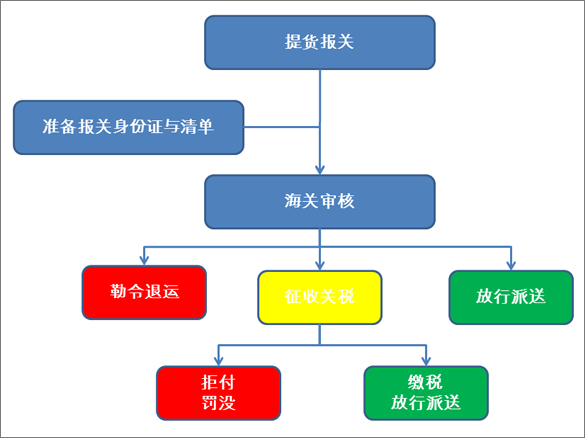 提货报关
准备报关身份证与清单
海关审核
勒令退运
征收关税
放行派送
拒付
罚没
缴税
放行派送